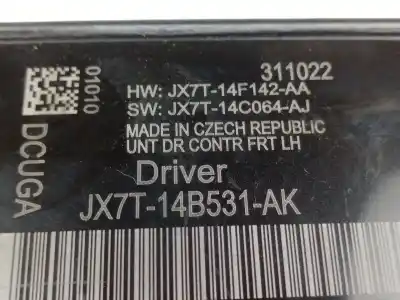 311022
HW: JX7T-14F142-AA
SW: JX7T-14C064-AJ
MADE IN CZECH REPUBLIC
UNT DR CONTR FRT LH
Driver
JX7T-14B531-AK
01010
DCUGA